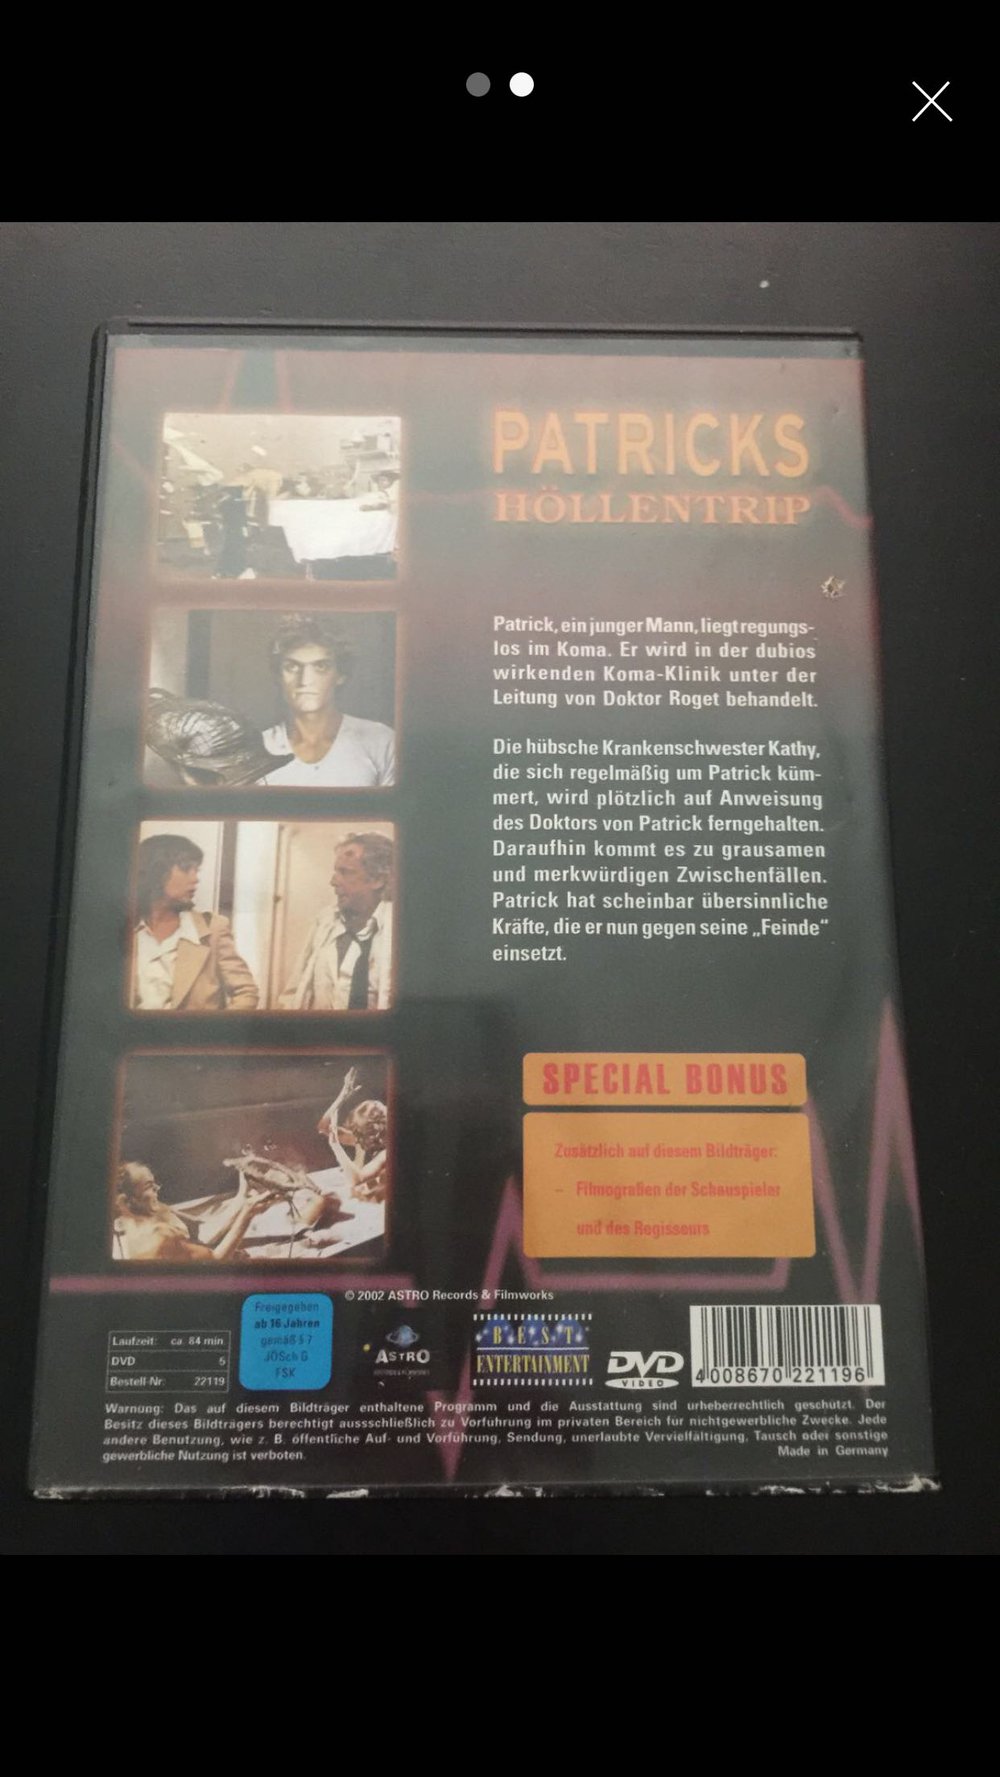 PATRICKS
HÖLLENTRIP
Patrick, ein junger Mann, liegt regungs-
los im Koma. Er wird in der dubios
wirkenden Koma-Klinik unter der
Leitung von Doktor Roget behandelt.
Die hübsche Krankenschwester Kathy,
die sich regelmäßig um Patrick küm-
mert, wird plötzlich auf Anweisung
des Doktors von Patrick ferngehalten.
Daraufhin kommt es zu grausamen
und merkwürdigen Zwischenfällen.
Patrick hat scheinbar übersinnliche
Kräfte, die er nun gegen seine „Feinde“
einsetzt.
SPECIAL BONUS
Zusätzlich auf diesem Bildträger:
– Filmografien der Schauspieler
und des Regisseurs
© 2002 ASTRO Records & Filmworks
Laufzeit: ca. 84 min
DVD 5
Bestell-Nr. 22119
Freigegeben
ab 16 Jahren
gemäß § 7
JÖSchG
FSK
ASTRO
BEST
ENTERTAINMENT
DVD
VIDEO
4 008670 221196
Warnung: Das auf diesem Bildträger enthaltene Programm und die Ausstattung sind urheberrechtlich geschützt. Der
Besitz dieses Bildträgers berechtigt aussschließlich zu Vorführung im privaten Bereich für nichtgewerbliche Zwecke. Jede
andere Benutzung, wie z. B. öffentliche Auf- und Vorführung, Sendung, unerlaubte Vervielfältigung, Tausch oder sonstige
gewerbliche Nutzung ist verboten.
Made in Germany